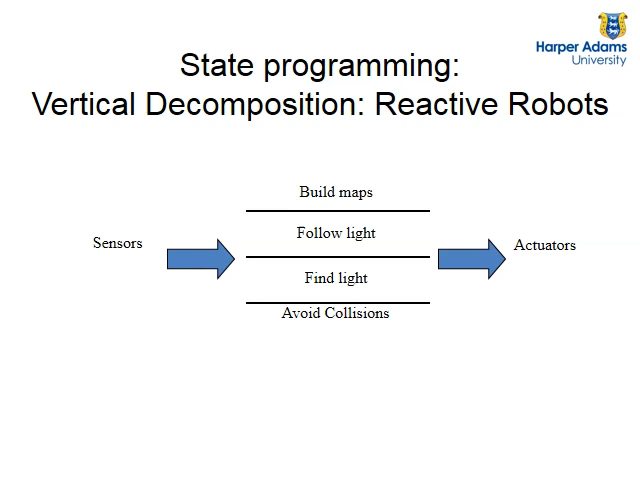 Harper Adams
University
State programming:
Vertical Decomposition: Reactive Robots
Build maps
Follow light
Sensors
Actuators
Find light
Avoid Collisions